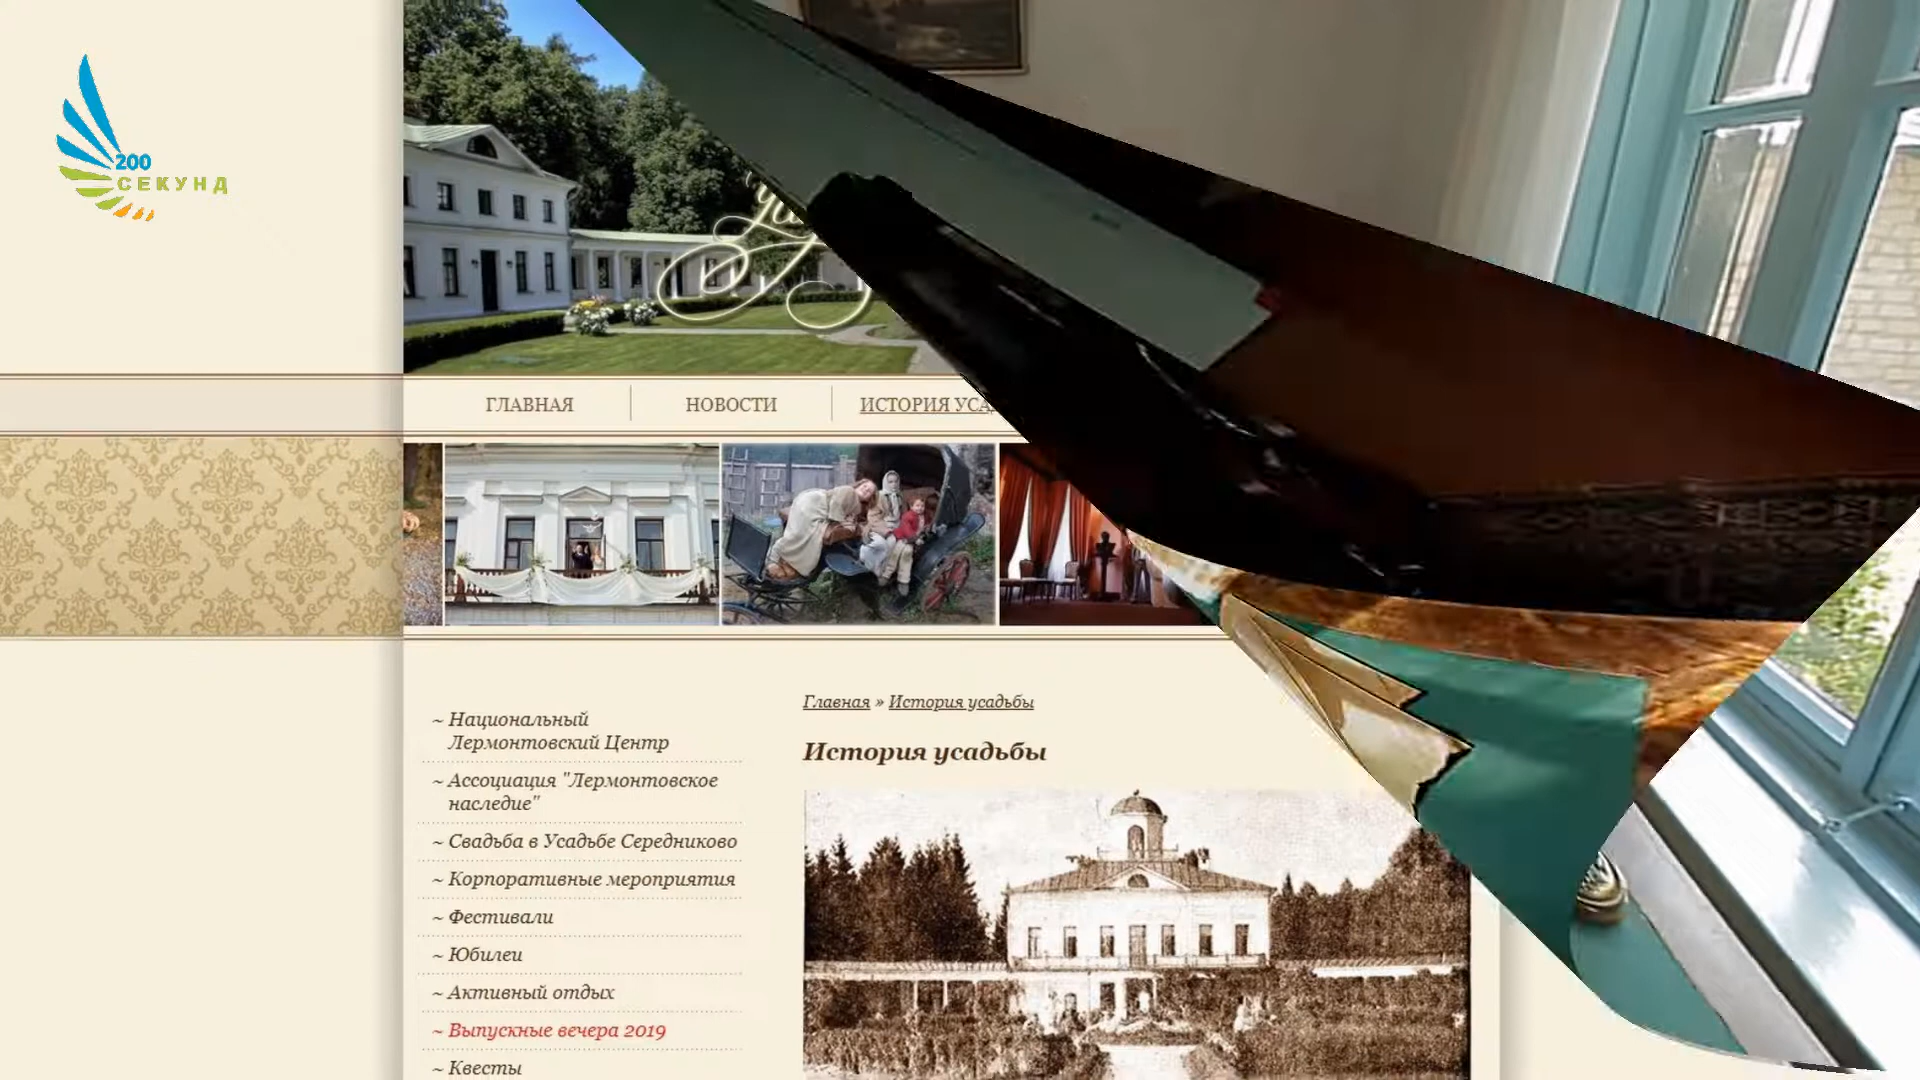 200
СЕКУНД
ГЛАВНАЯ
НОВОСТИ
ИСТОРИЯ
Главная » История усадьбы
История усадьбы
~ Национальный
Лермонтовский Центр
~ Ассоциация "Лермонтовское
наследие"
~ Свадьба в Усадьбе Середниково
~ Корпоративные мероприятия
~ Фестивали
~ Юбилеи
~ Активный отдых
~ Выпускные вечера 2019
~ Квесты